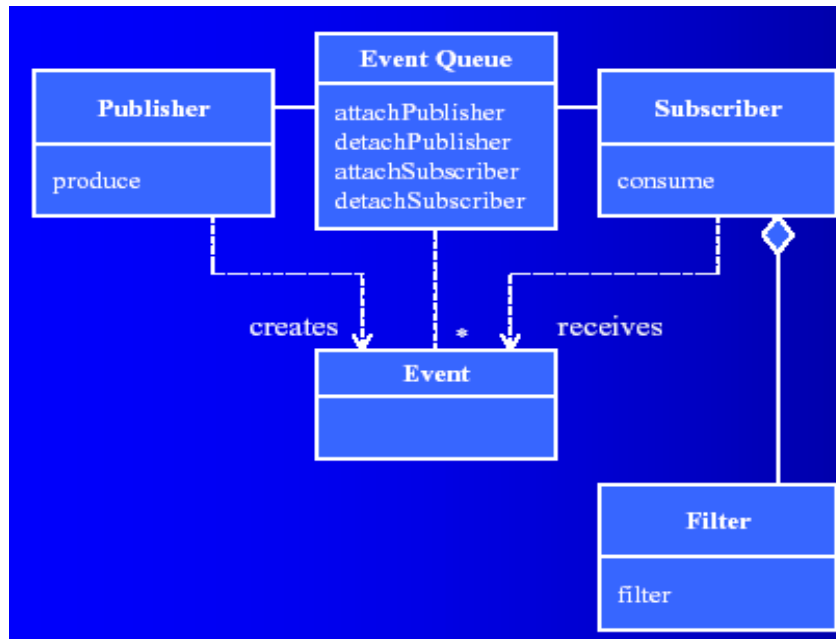 Publisher
produce
Event Queue
attachPublisher
detachPublisher
attachSubscriber
detachSubscriber
Subscriber
consume
creates
*
receives
Event
Filter
filter